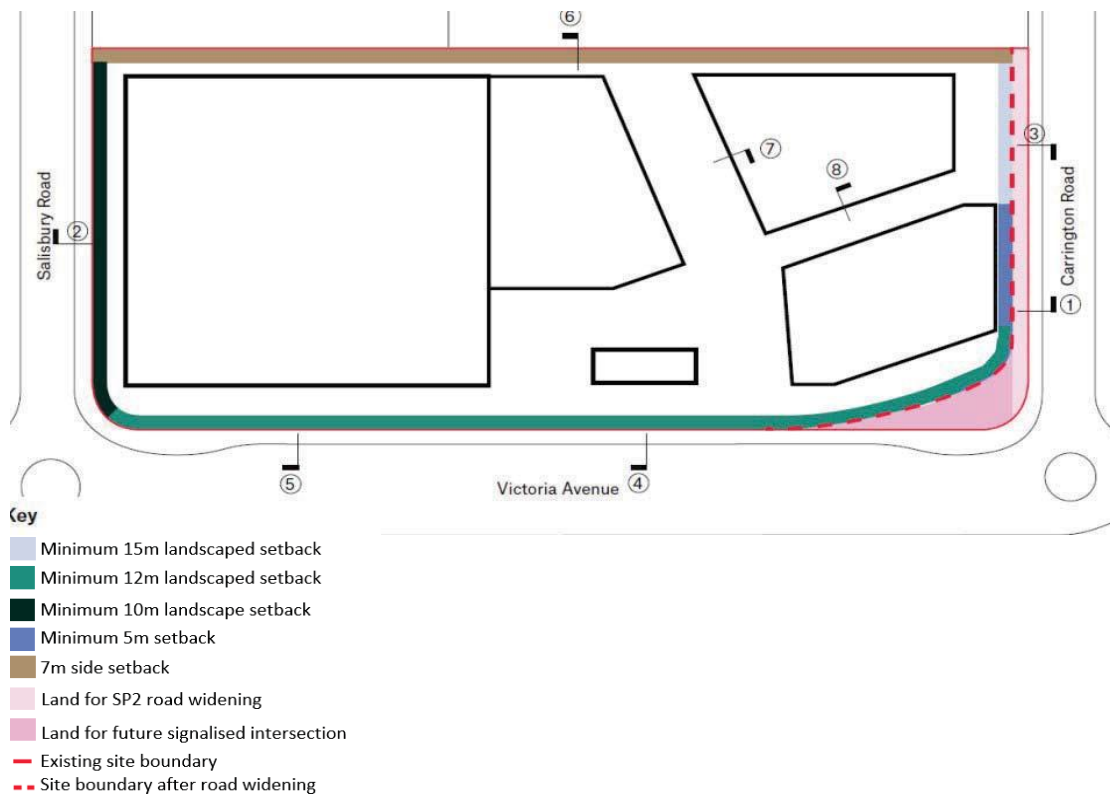 ⑥
③
⑦
⑧
Salisbury Road
②
Carrington Road
①
⑤
Victoria Avenue
④
Key
Minimum 15m landscaped setback
Minimum 12m landscaped setback
Minimum 10m landscape setback
Minimum 5m setback
7m side setback
Land for SP2 road widening
Land for future signalised intersection
Existing site boundary
Site boundary after road widening